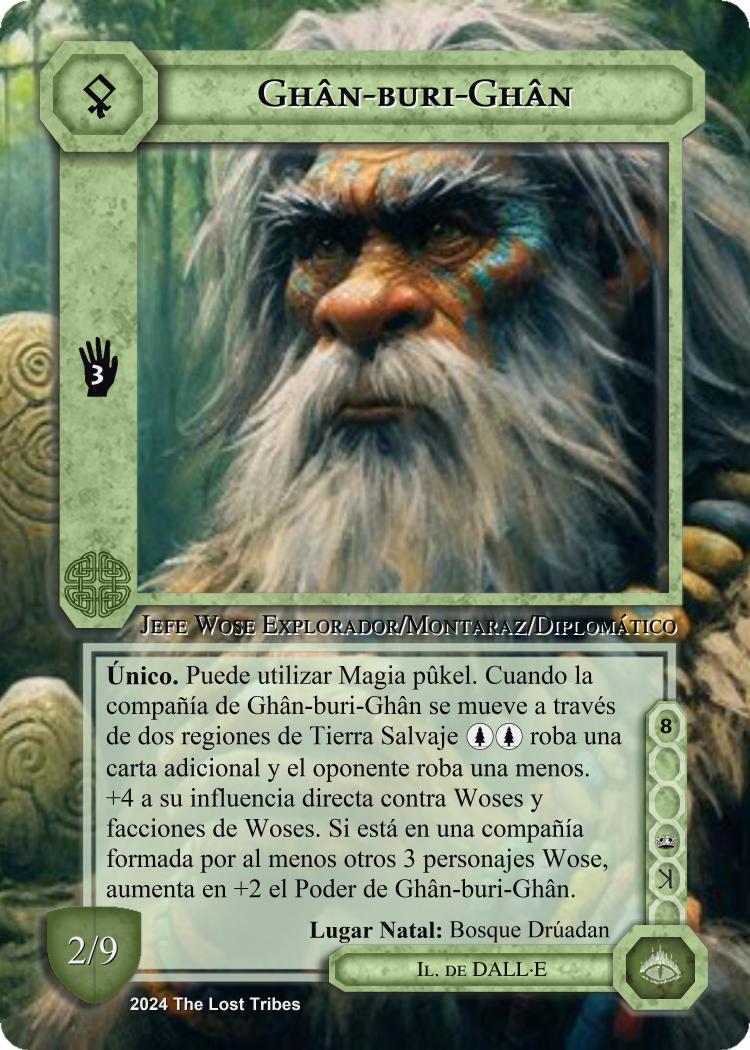 Ghân-buri-Ghân
3
Jefe Wose Explorador/Montaraz/Diplomático
Único. Puede utilizar Magia pûkel. Cuando la
compañía de Ghân-buri-Ghân se mueve a través
de dos regiones de Tierra Salvaje roba una
carta adicional y el oponente roba una menos.
+4 a su influencia directa contra Woses y
facciones de Woses. Si está en una compañía
formada por al menos otros 3 personajes Wose,
aumenta en +2 el Poder de Ghân-buri-Ghân.
8
Lugar Natal: Bosque Drúadan
2/9
Il. de DALL·E
2024 The Lost Tribes